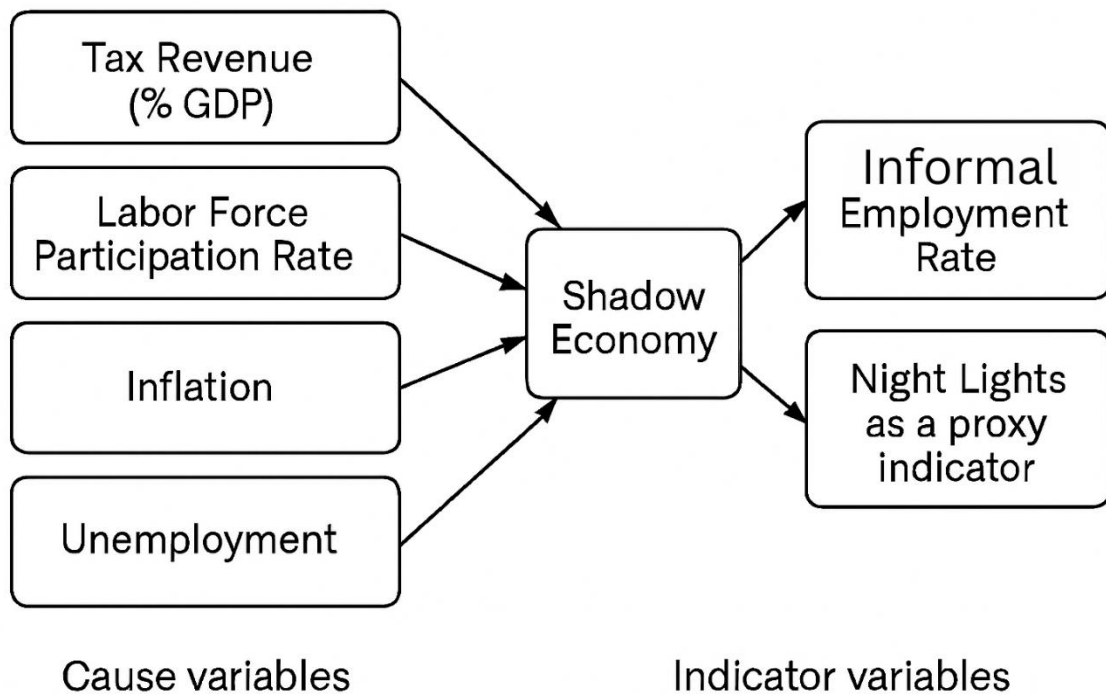 Tax Revenue
(% GDP)
Labor Force
Participation Rate
Inflation
Unemployment
Cause variables
Shadow
Economy
Informal
Employment
Rate
Night Lights
as a proxy
indicator
Indicator variables